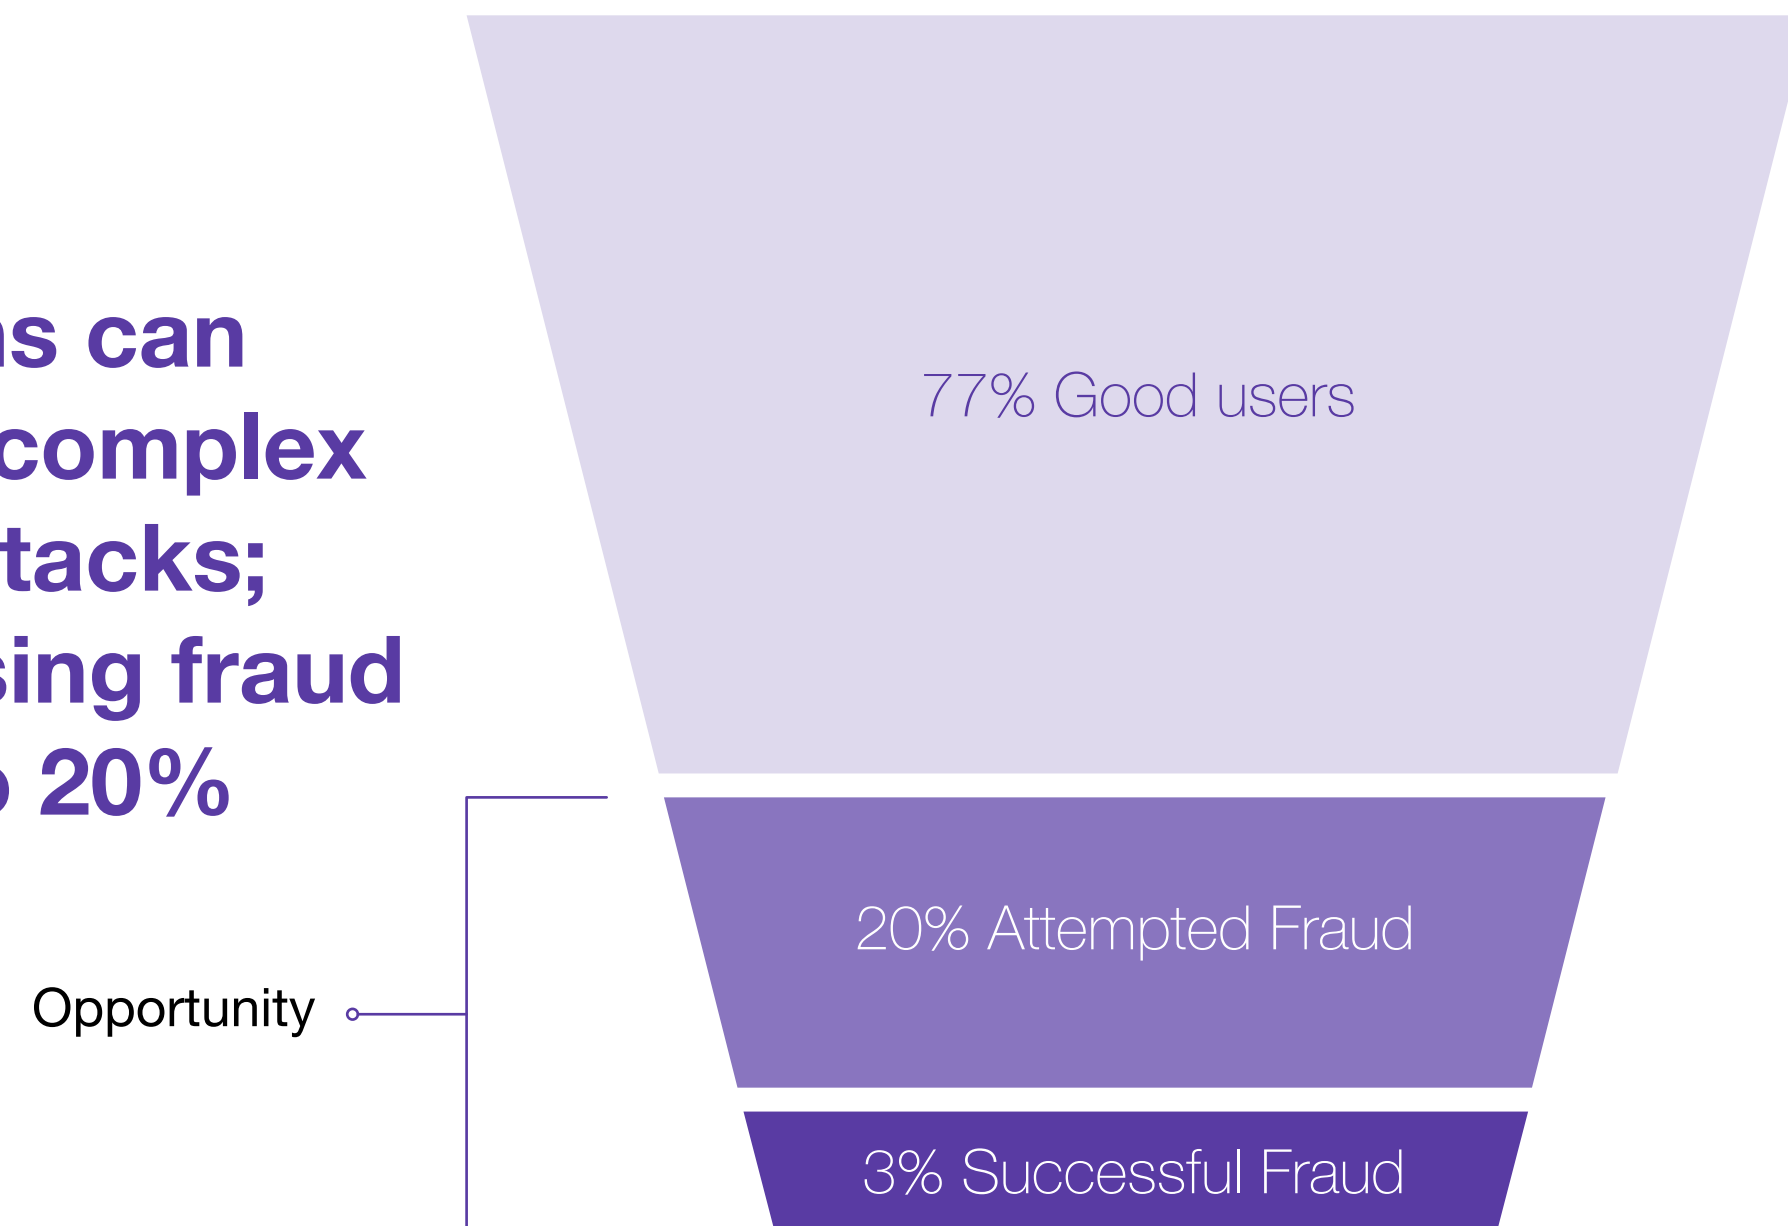 ns can
complex
tacks;
sing fraud
20%
77% Good users
20% Attempted Fraud
Opportunity
3% Successful Fraud